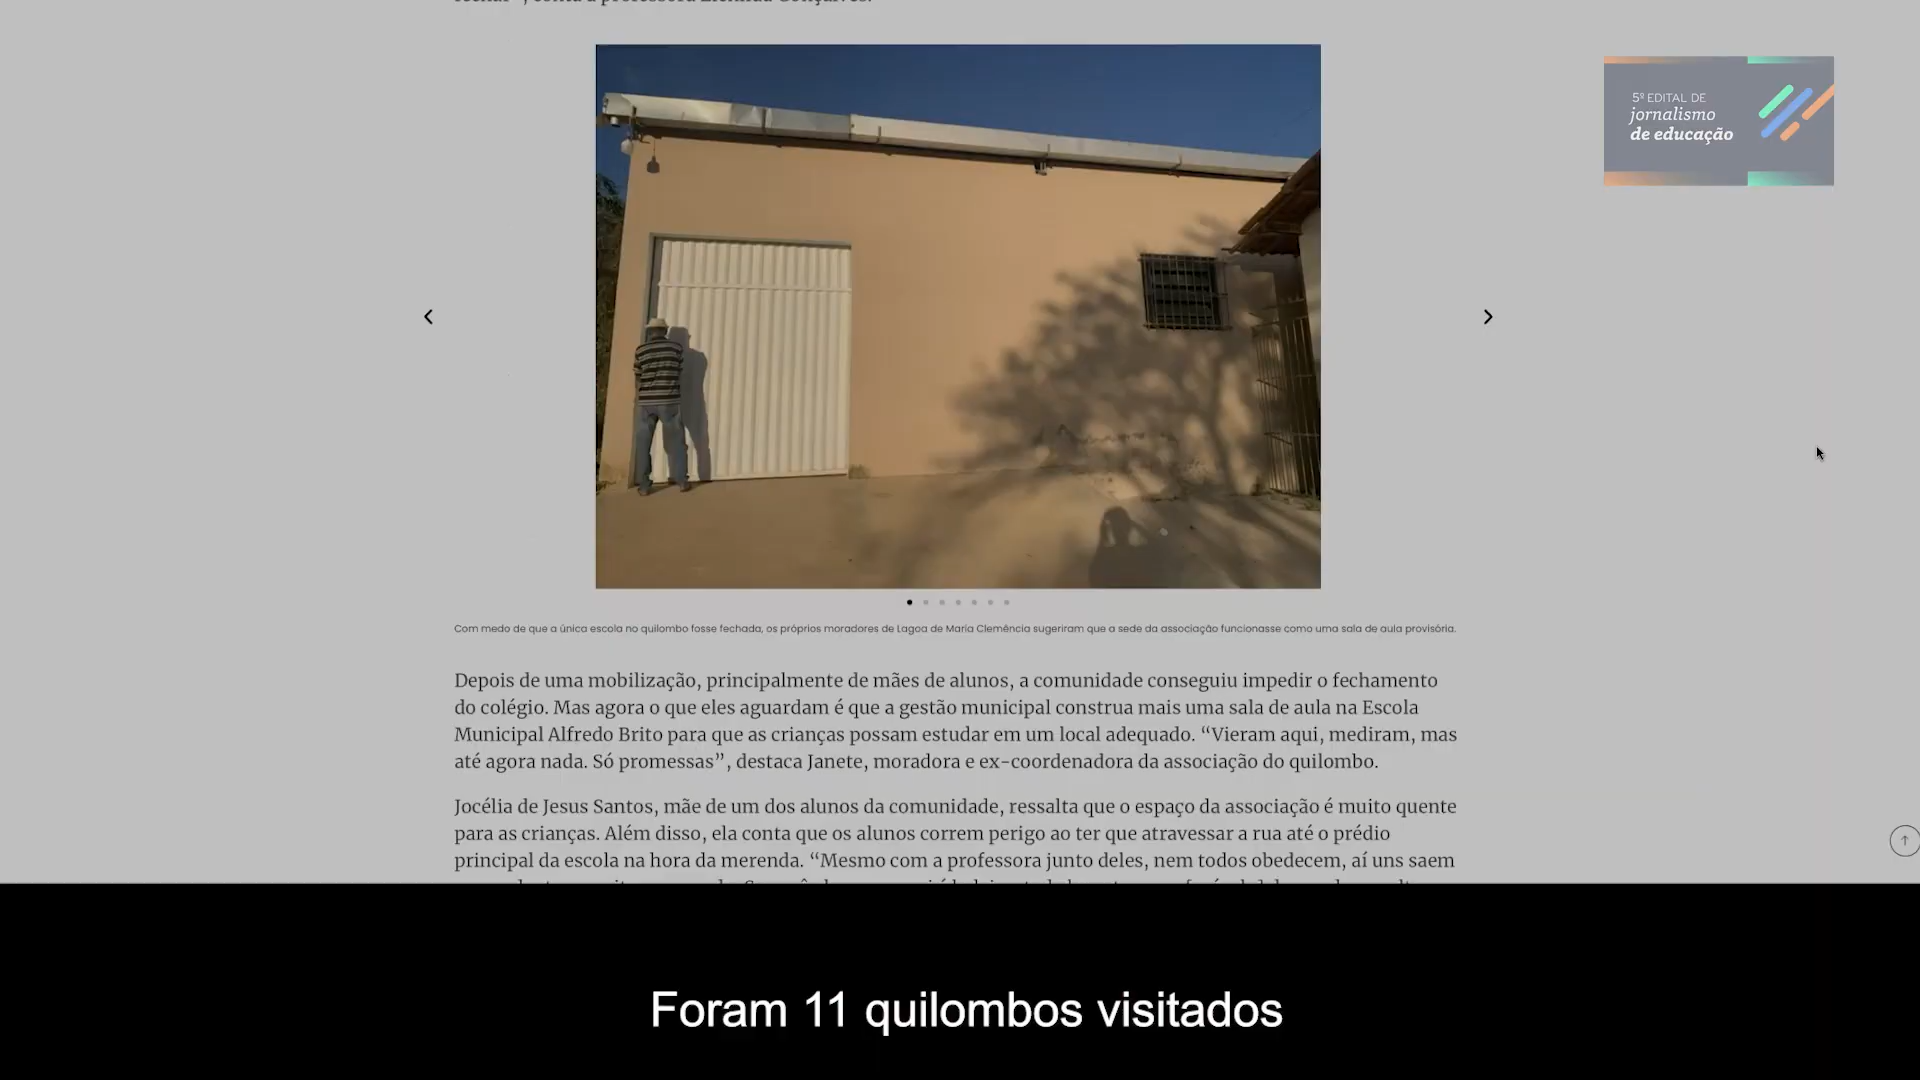 5º EDITAL DE
jornalismo
de educação
Com medo de que a única escola no quilombo fosse fechada, os próprios moradores de Lagoa de Maria Clemência sugeriram que a sede da associação funcionasse como uma sala de aula provisória.
Depois de uma mobilização, principalmente de mães de alunos, a comunidade conseguiu impedir o fechamento
do colégio. Mas agora o que eles aguardam é que a gestão municipal construa mais uma sala de aula na Escola
Municipal Alfredo Brito para que as crianças possam estudar em um local adequado. “Vieram aqui, mediram, mas
até agora nada. Só promessas”, destaca Janete, moradora e ex-coordenadora da associação do quilombo.
Jocélia de Jesus Santos, mãe de um dos alunos da comunidade, ressalta que o espaço da associação é muito quente
para as crianças. Além disso, ela conta que os alunos correm perigo ao ter que atravessar a rua até o prédio
principal da escola na hora da merenda. “Mesmo com a professora junto deles, nem todos obedecem, aí uns saem
Foram 11 quilombos visitados